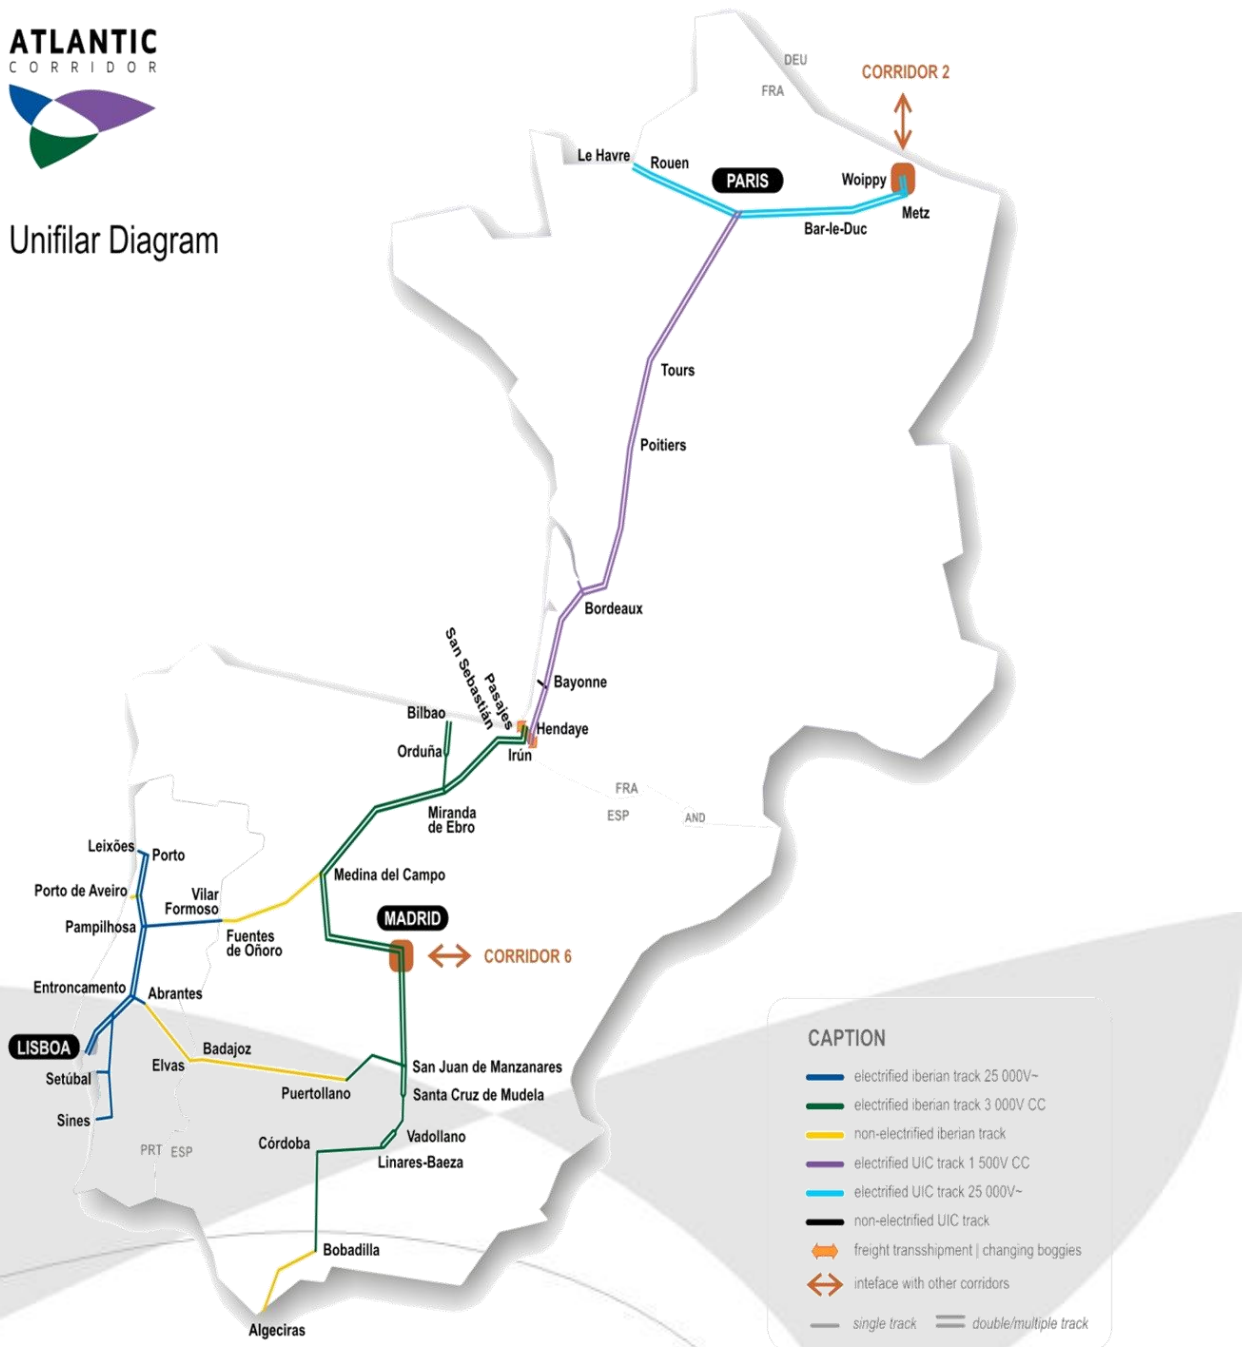 ATLANTIC
CORRIDOR
Unifilar Diagram
DEU
FRA
CORRIDOR 2
Le Havre
Rouen
PARIS
Woippy
Metz
Bar-le-Duc
Tours
Poitiers
Bordeaux
San Sebastián
Pasajes
Bayonne
Hendaye
Irún
Bilbao
Orduña
Miranda
de Ebro
FRA
ESP
AND
Leixões
Porto
Porto de Aveiro
Vilar
Formoso
Medina del Campo
Pampilhosa
Fuentes
de Oñoro
MADRID
CORRIDOR 6
Entroncamento
Abrantes
LISBOA
Badajoz
Elvas
Setúbal
Puertollano
San Juan de Manzanares
Santa Cruz de Mudela
Sines
PRT
ESP
Córdoba
Vadollano
Linares-Baeza
Bobadilla
Algeciras
CAPTION
electrified iberian track 25 000V~
electrified iberian track 3 000V CC
non-electrified iberian track
electrified UIC track 1 500V CC
electrified UIC track 25 000V~
non-electrified UIC track
freight transshipment | changing boggies
inteface with other corridors
single track
double/multiple track